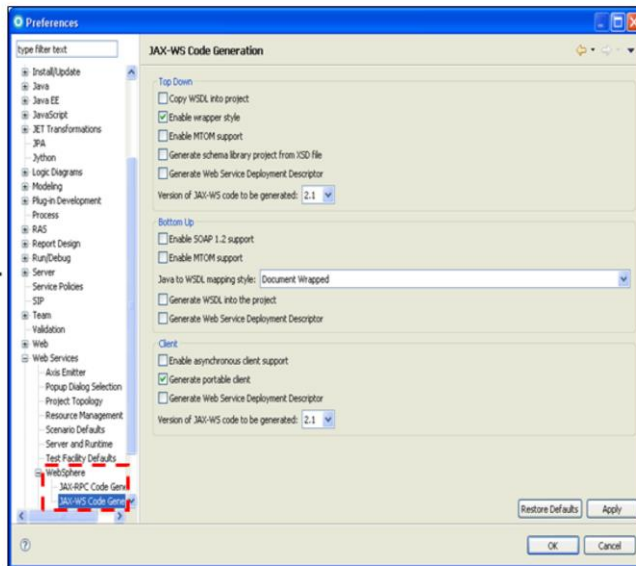 Preferences
type filter text
JAX-WS Code Generation
Install/Update
Java
Java EE
JavaScript
JET Transformations
JPA
Jython
Logic Diagrams
Modeling
Plug-in Development
Process
RAS
Report Design
Run/Debug
Server
Service Policies
SIP
Team
Validation
Web
Web Services
Axis Emitter
Popup Dialog Selection
Project Topology
Resource Management
Scenario Defaults
Server and Runtime
Test Facility Defaults
WebSphere
JAX-RPC Code Gene
JAX-WS Code Gene
Top Down
Copy WSDL into project
Enable wrapper style
Enable MTOM support
Generate schema library project from XSD file
Generate Web Service Deployment Descriptor
Version of JAX-WS code to be generated: 2.1
Bottom Up
Enable SOAP 1.2 support
Enable MTOM support
Java to WSDL mapping style: Document Wrapped
Generate WSDL into the project
Generate Web Service Deployment Descriptor
Client
Enable asynchronous client support
Generate portable client
Generate Web Service Deployment Descriptor
Version of JAX-WS code to be generated: 2.1
Restore Defaults Apply
? OK Cancel